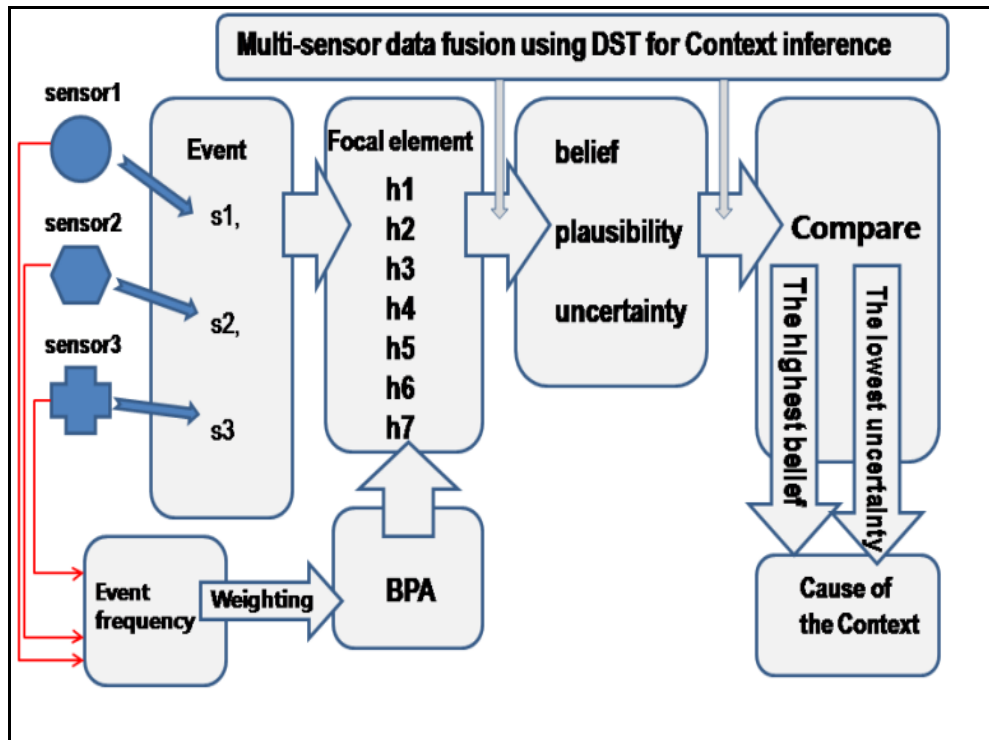 Multi-sensor data fusion using DST for Context inference
sensor1
sensor2
sensor3
Event
s1,
s2,
s3
Focal element
h1
h2
h3
h4
h5
h6
h7
belief
plausibility
uncertainty
Compare
The highest belief
The lowest uncertainty
Event
frequency
Weighting
BPA
Cause of
the Context